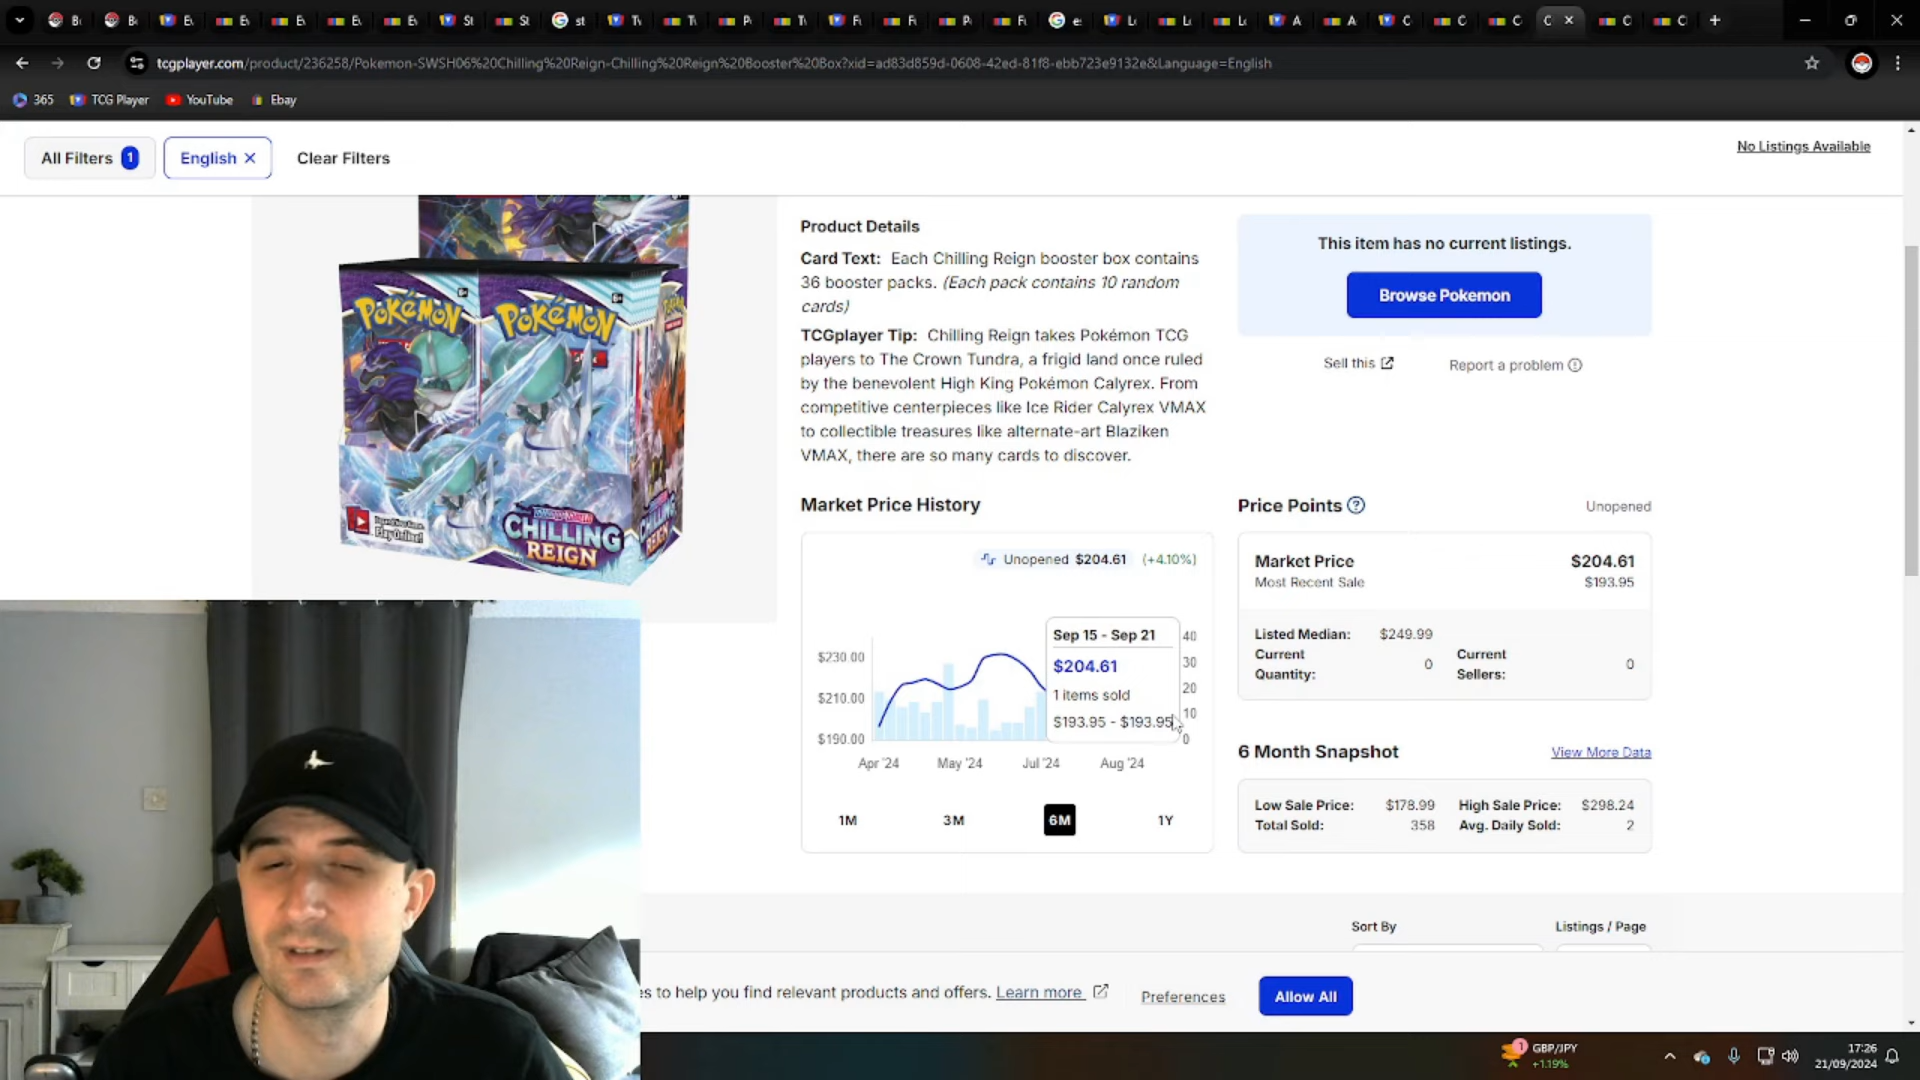 tcgplayer.com/product/236258/Pokemon-SWSH06%20Chilling%20Reign-Chilling%20Reign%20Booster%20Box?xid=ad83d859d-0608-42ed-81f8-ebb723e9132e&Language=English
365 TCG Player YouTube Ebay
All Filters 1 English × Clear Filters
No Listings Available
Product Details
Card Text: Each Chilling Reign booster box contains
36 booster packs. (Each pack contains 10 random
cards)
TCGplayer Tip: Chilling Reign takes Pokémon TCG
players to The Crown Tundra, a frigid land once ruled
by the benevolent High King Pokémon Calyrex. From
competitive centerpieces like Ice Rider Calyrex VMAX
to collectible treasures like alternate-art Blaziken
VMAX, there are so many cards to discover.
This item has no current listings.
Browse Pokemon
Sell this Report a problem
POKéMON POKéMON
Play Online!
CHILLING
REIGN
Market Price History
Unopened $204.61 (+4.10%)
Sep 15 - Sep 21
$204.61
1 items sold
$193.95 - $193.95
$230.00
$210.00
$190.00
40
30
20
10
0
Apr '24 May '24 Jul '24 Aug '24
1M 3M 6M 1Y
Price Points Unopened
Market Price $204.61
Most Recent Sale $193.95
Listed Median: $249.99
Current Quantity: 0 Current Sellers: 0
6 Month Snapshot View More Data
Low Sale Price: $178.99 High Sale Price: $298.24
Total Sold: 358 Avg. Daily Sold: 2
Sort By Listings / Page
es to help you find relevant products and offers. Learn more Preferences Allow All
1 GBP/JPY
+1.19%
17:26
21/09/2024